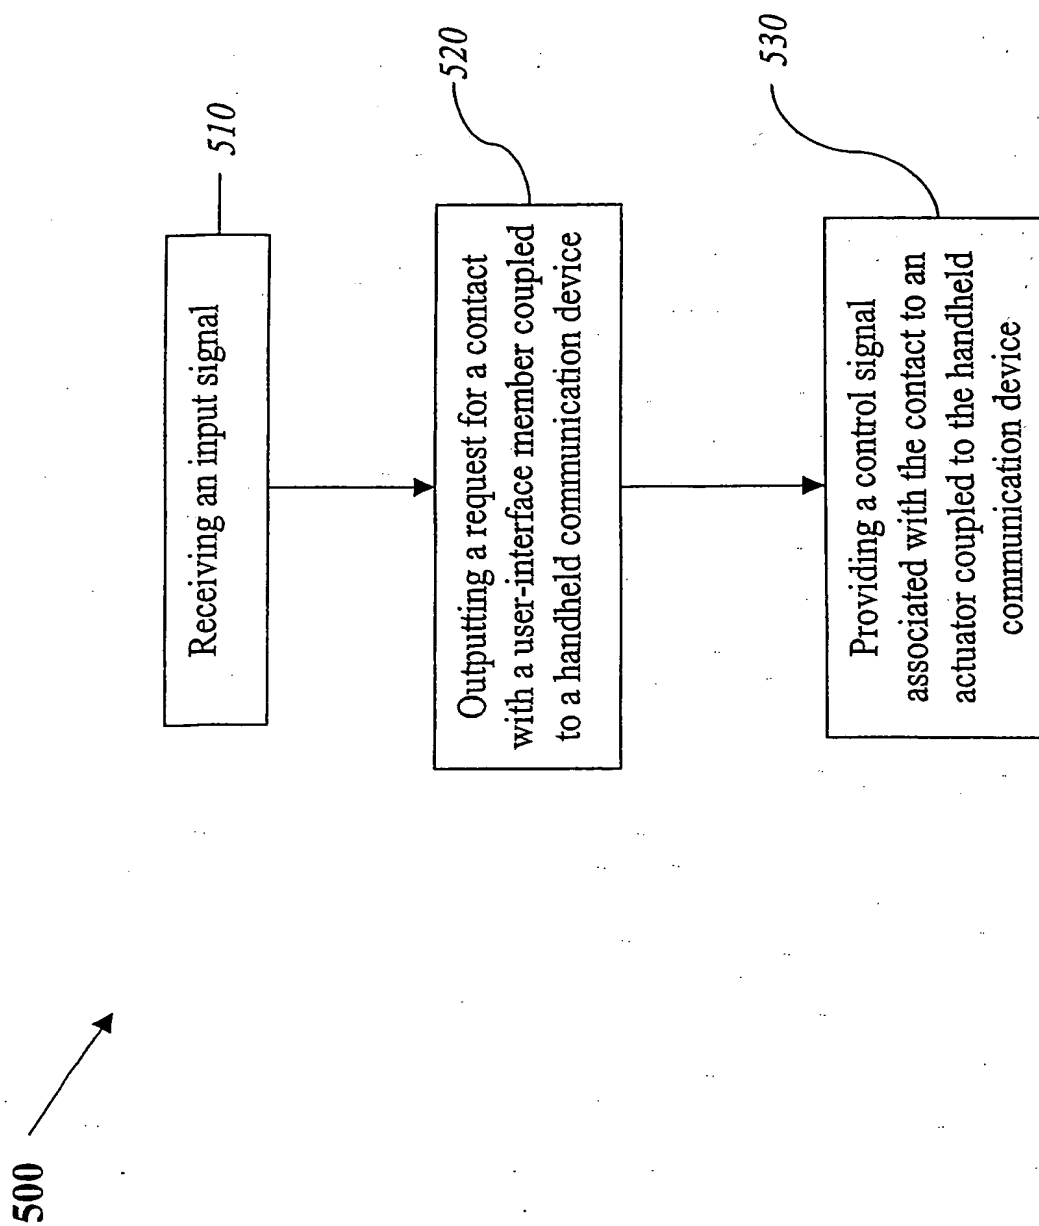 500
Receiving an input signal
510
Outputting a request for a contact
with a user-interface member coupled
to a handheld communication device
520
Providing a control signal
associated with the contact to an
actuator coupled to the handheld
communication device
530